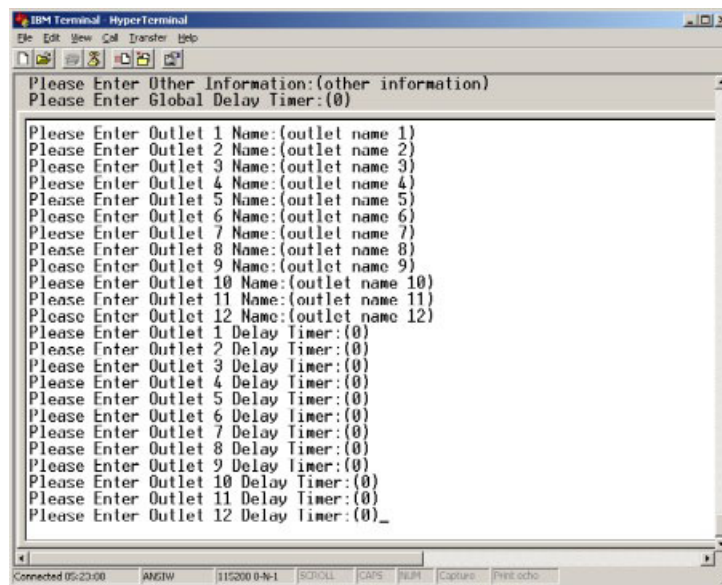 IBM Terminal - HyperTerminal
File Edit View Call Transfer Help
Please Enter Other Information:(other information)
Please Enter Global Delay Timer:(0)
Please Enter Outlet 1 Name:(outlet name 1)
Please Enter Outlet 2 Name:(outlet name 2)
Please Enter Outlet 3 Name:(outlet name 3)
Please Enter Outlet 4 Name:(outlet name 4)
Please Enter Outlet 5 Name:(outlet name 5)
Please Enter Outlet 6 Name:(outlet name 6)
Please Enter Outlet 7 Name:(outlet name 7)
Please Enter Outlet 8 Name:(outlet name 8)
Please Enter Outlet 9 Name:(outlet name 9)
Please Enter Outlet 10 Name:(outlet name 10)
Please Enter Outlet 11 Name:(outlet name 11)
Please Enter Outlet 12 Name:(outlet name 12)
Please Enter Outlet 1 Delay Timer:(0)
Please Enter Outlet 2 Delay Timer:(0)
Please Enter Outlet 3 Delay Timer:(0)
Please Enter Outlet 4 Delay Timer:(0)
Please Enter Outlet 5 Delay Timer:(0)
Please Enter Outlet 6 Delay Timer:(0)
Please Enter Outlet 7 Delay Timer:(0)
Please Enter Outlet 8 Delay Timer:(0)
Please Enter Outlet 9 Delay Timer:(0)
Please Enter Outlet 10 Delay Timer:(0)
Please Enter Outlet 11 Delay Timer:(0)
Please Enter Outlet 12 Delay Timer:(0)_
Connected 05:23:00 ANSIW 115200 8-N-1 SCROLL CAPS NUM Capture Print echo